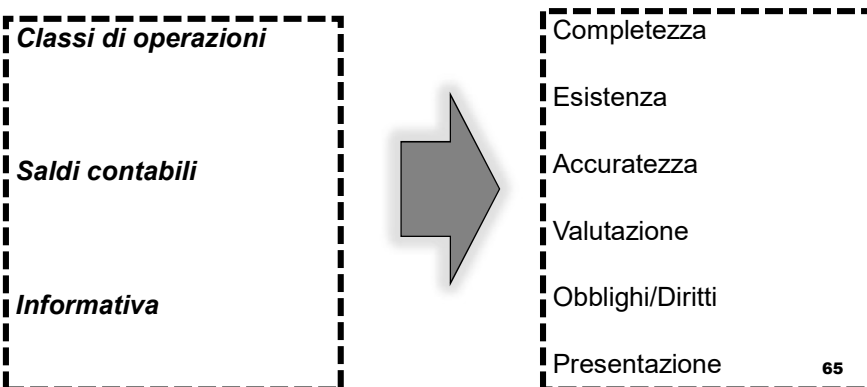 Classi di operazioni
Saldi contabili
Informativa
Completezza
Esistenza
Accuratezza
Valutazione
Obblighi/Diritti
Presentazione
65